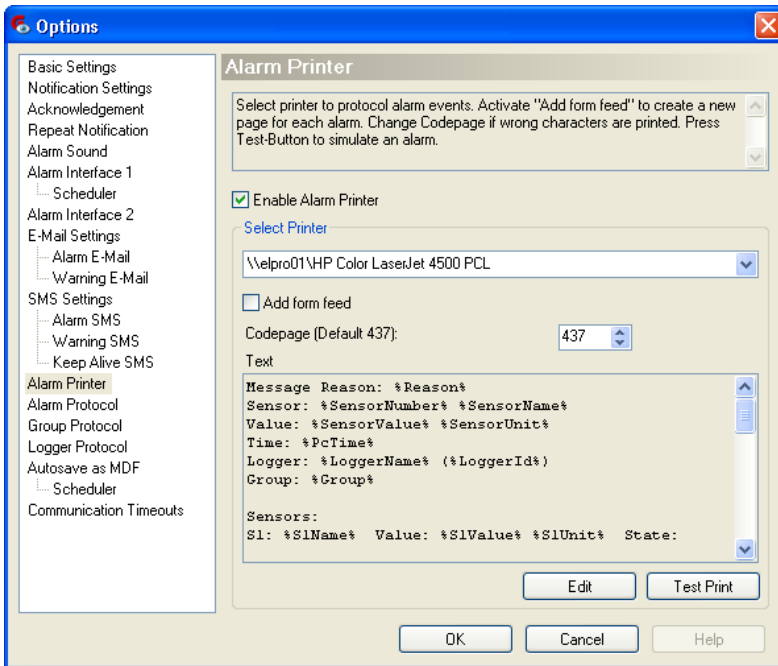 Options
Basic Settings
Notification Settings
Acknowledgement
Repeat Notification
Alarm Sound
Alarm Interface 1
Scheduler
Alarm Interface 2
E-Mail Settings
Alarm E-Mail
Warning E-Mail
SMS Settings
Alarm SMS
Warning SMS
Keep Alive SMS
Alarm Printer
Alarm Protocol
Group Protocol
Logger Protocol
Autosave as MDF
Scheduler
Communication Timeouts
Alarm Printer
Select printer to protocol alarm events. Activate "Add form feed" to create a new
page for each alarm. Change Codepage if wrong characters are printed. Press
Test-Button to simulate an alarm.
Enable Alarm Printer
Select Printer
\\elpro01\HP Color LaserJet 4500 PCL
Add form feed
Codepage (Default 437): 437
Text
Message Reason: %Reason%
Sensor: %SensorNumber% %SensorName%
Value: %SensorValue% %SensorUnit%
Time: %PcTime%
Logger: %LoggerName% (%LoggerId%)
Group: %Group%
Sensors:
S1: %S1Name% Value: %S1Value% %S1Unit% State:
Edit Test Print
OK Cancel Help